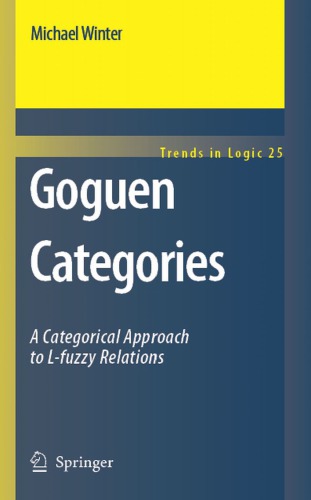 Michael Winter
Trends in Logic 25
Goguen
Categories
A Categorical Approach
to L-fuzzy Relations
Springer